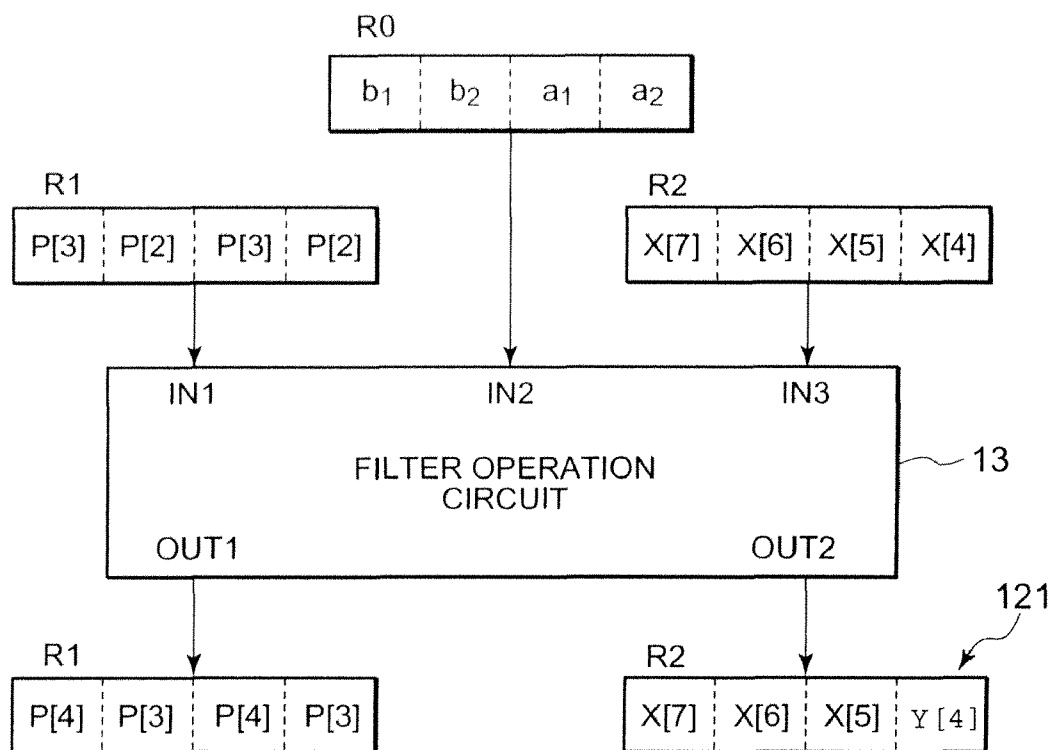 R0
b1 b2 a1 a2
R1
P[3] P[2] P[3] P[2]
R2
X[7] X[6] X[5] X[4]
IN1 IN2 IN3
FILTER OPERATION
CIRCUIT
13
OUT1 OUT2
121
R1
P[4] P[3] P[4] P[3]
R2
X[7] X[6] X[5] Y[4]